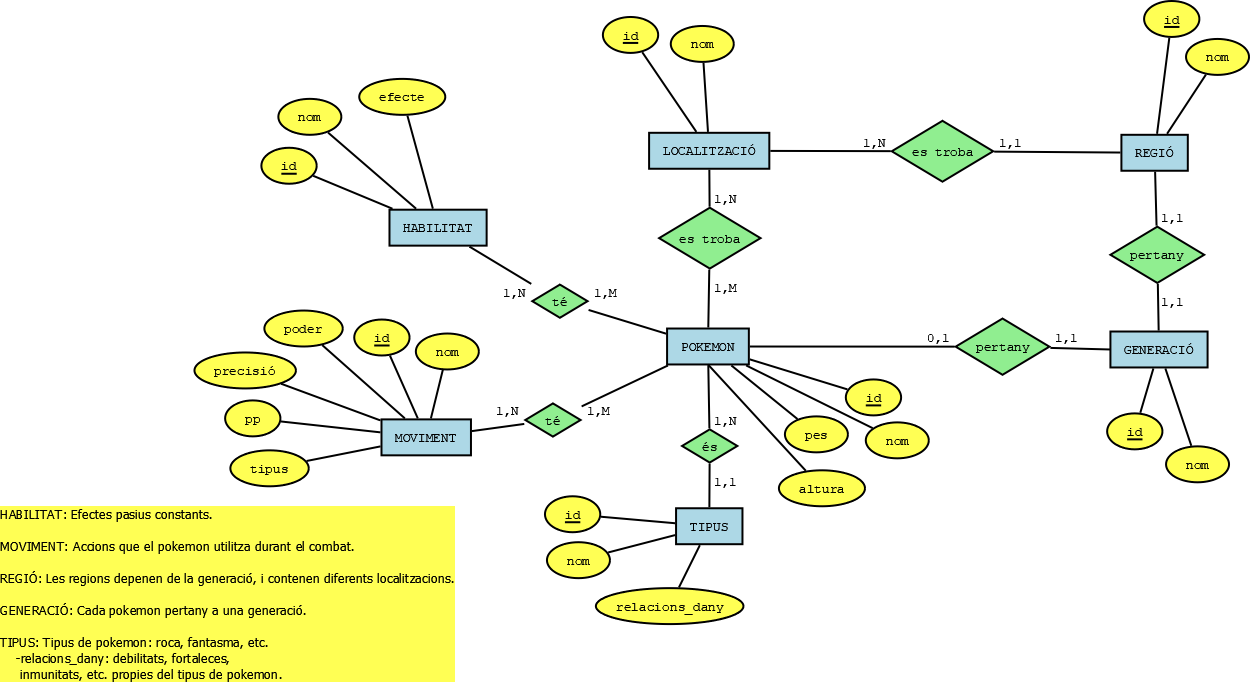 id
nom
id
nom
efecte
nom
id
LOCALITZACIÓ
1,N
es troba
1,1
REGIÓ
HABILITAT
1,N
es troba
1,M
1,1
pertany
1,1
1,N
té
1,M
poder
id
nom
precisió
pp
tipus
MOVIMENT
1,N
té
1,M
POKEMON
0,1
pertany
1,1
GENERACIÓ
id
nom
pes
altura
id
nom
1,N
és
1,1
TIPUS
id
nom
relacions_dany
HABILITAT: Efectes pasius constants.
MOVIMENT: Accions que el pokemon utilitza durant el combat.
REGIÓ: Les regions depenen de la generació, i contenen diferents localitzacions.
GENERACIÓ: Cada pokemon pertany a una generació.
TIPUS: Tipus de pokemon: roca, fantasma, etc.
-relacions_dany: debilitats, fortaleces,
inmunitats, etc. propies del tipus de pokemon.